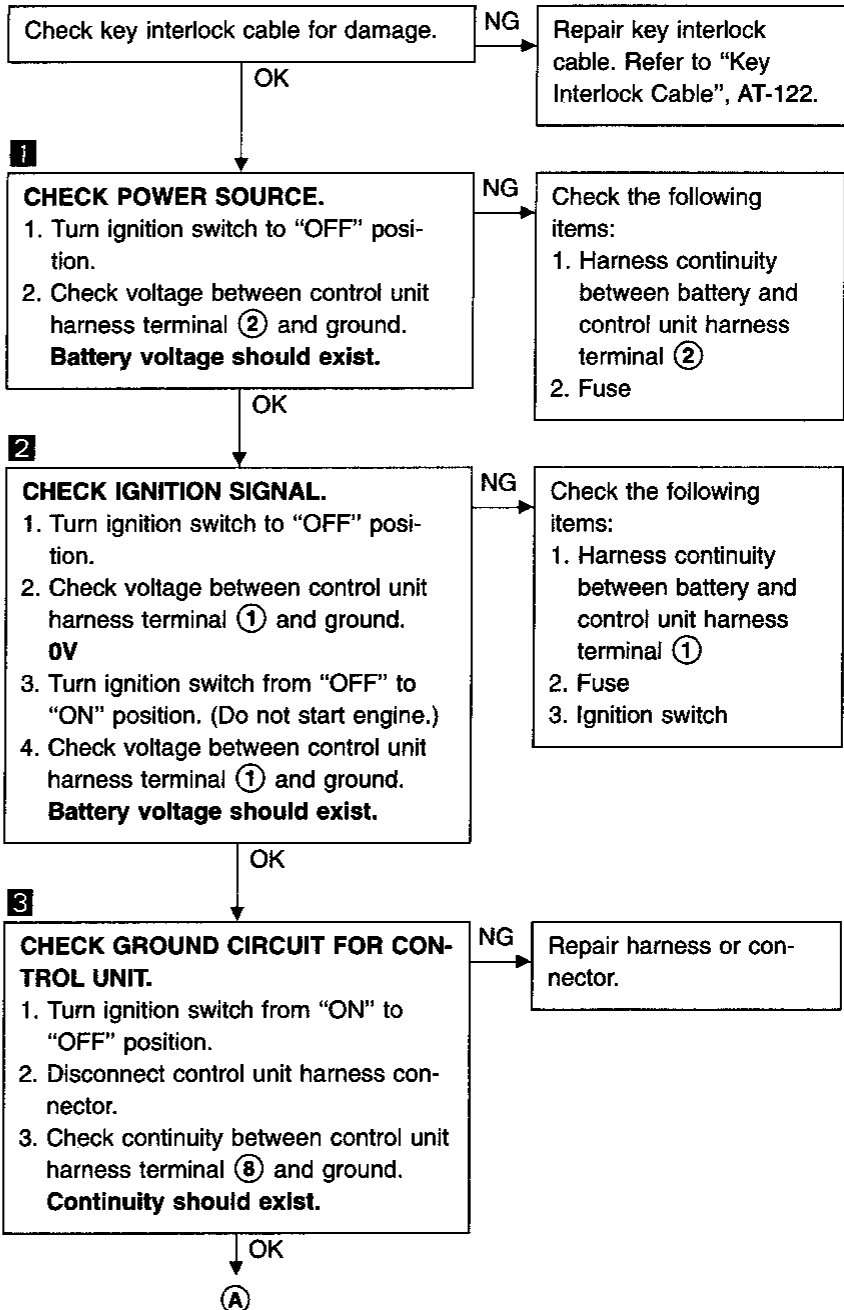 Check key interlock cable for damage.
NG
Repair key interlock
cable. Refer to “Key
Interlock Cable”, AT-122.
OK
1
CHECK POWER SOURCE.
1. Turn ignition switch to “OFF” posi-
tion.
2. Check voltage between control unit
harness terminal ② and ground.
Battery voltage should exist.
NG
Check the following
items:
1. Harness continuity
between battery and
control unit harness
terminal ②
2. Fuse
OK
2
CHECK IGNITION SIGNAL.
1. Turn ignition switch to “OFF” posi-
tion.
2. Check voltage between control unit
harness terminal ① and ground.
0V
3. Turn ignition switch from “OFF” to
“ON” position. (Do not start engine.)
4. Check voltage between control unit
harness terminal ① and ground.
Battery voltage should exist.
NG
Check the following
items:
1. Harness continuity
between battery and
control unit harness
terminal ①
2. Fuse
3. Ignition switch
OK
3
CHECK GROUND CIRCUIT FOR CON-
TROL UNIT.
1. Turn ignition switch from “ON” to
“OFF” position.
2. Disconnect control unit harness con-
nector.
3. Check continuity between control unit
harness terminal ⑧ and ground.
Continuity should exist.
NG
Repair harness or con-
nector.
OK
Ⓐ